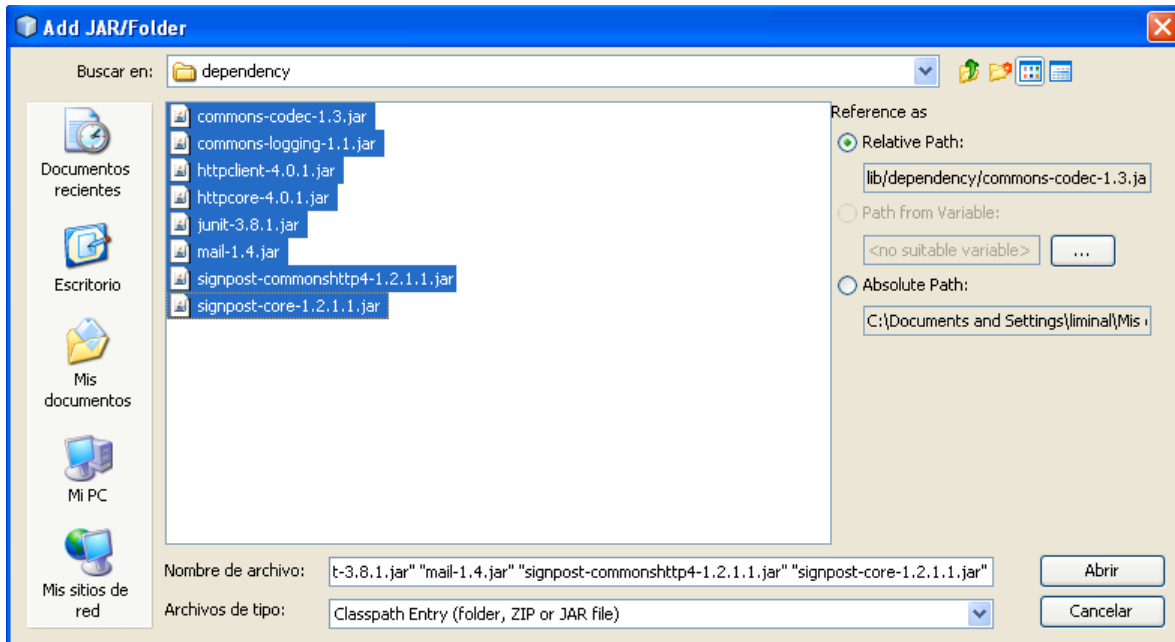 Add JAR/Folder
Buscar en:
dependency
Documentos
recientes
Escritorio
Mis
documentos
Mi PC
Mis sitios de
red
commons-codec-1.3.jar
commons-logging-1.1.jar
httpclient-4.0.1.jar
httpcore-4.0.1.jar
junit-3.8.1.jar
mail-1.4.jar
signpost-commonshttp4-1.2.1.1.jar
signpost-core-1.2.1.1.jar
Reference as
Relative Path:
lib/dependency/commons-codec-1.3.ja
Path from Variable:
<no suitable variable>
...
Absolute Path:
C:\Documents and Settings\liminal\Mis
Nombre de archivo:
t-3.8.1.jar" "mail-1.4.jar" "signpost-commonshttp4-1.2.1.1.jar" "signpost-core-1.2.1.1.jar"
Abrir
Archivos de tipo:
Classpath Entry (folder, ZIP or JAR file)
Cancelar